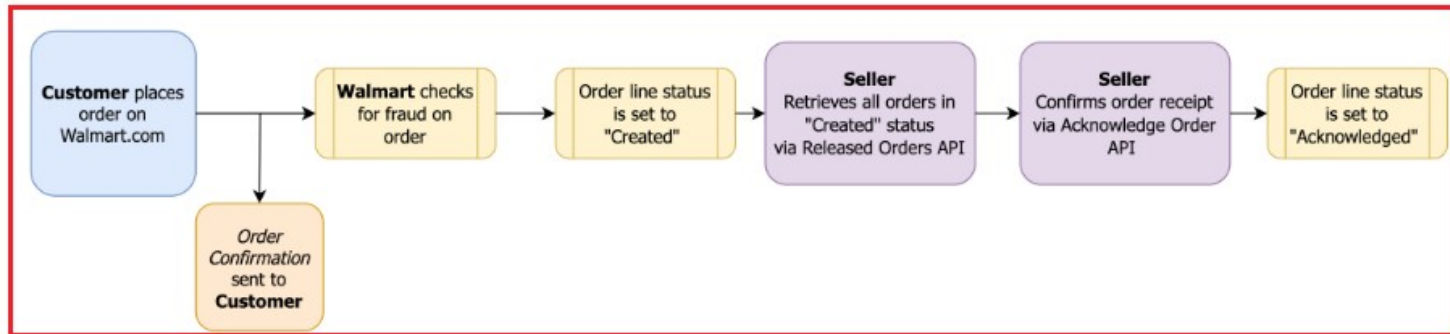 Customer places
order on
Walmart.com
Walmart checks
for fraud on
order
Order line status
is set to
"Created"
Seller
Retrieves all orders in
"Created" status
via Released Orders API
Seller
Confirms order receipt
via Acknowledge Order
API
Order line status
is set to
"Acknowledged"
Order
Confirmation
sent to
Customer